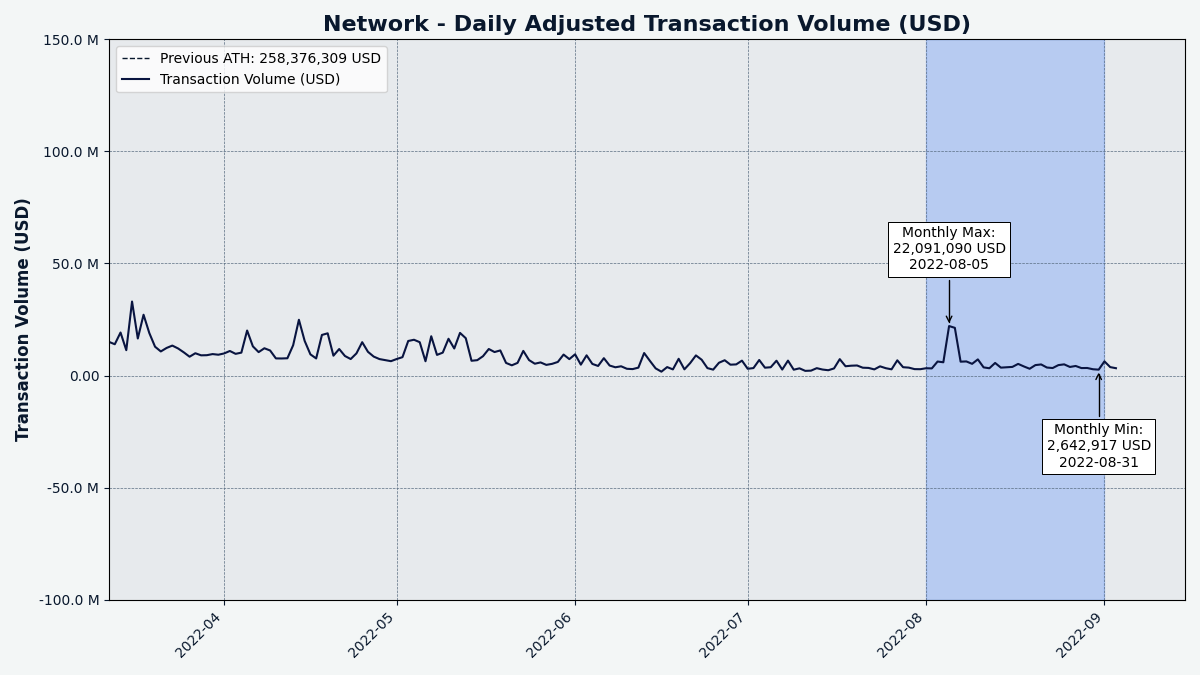 Network - Daily Adjusted Transaction Volume (USD)
Previous ATH: 258,376,309 USD
Transaction Volume (USD)
Transaction Volume (USD)
150.0 M
100.0 M
50.0 M
0.00
-50.0 M
-100.0 M
Monthly Max:
22,091,090 USD
2022-08-05
Monthly Min:
2,642,917 USD
2022-08-31
2022-04
2022-05
2022-06
2022-07
2022-08
2022-09